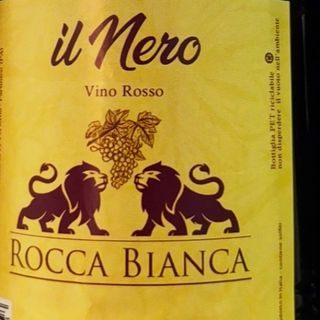 il Nero
Vino Rosso
ROCCA BIANCA
Bottiglia PET riciclabile
non disperdere il vuoto nell'ambiente